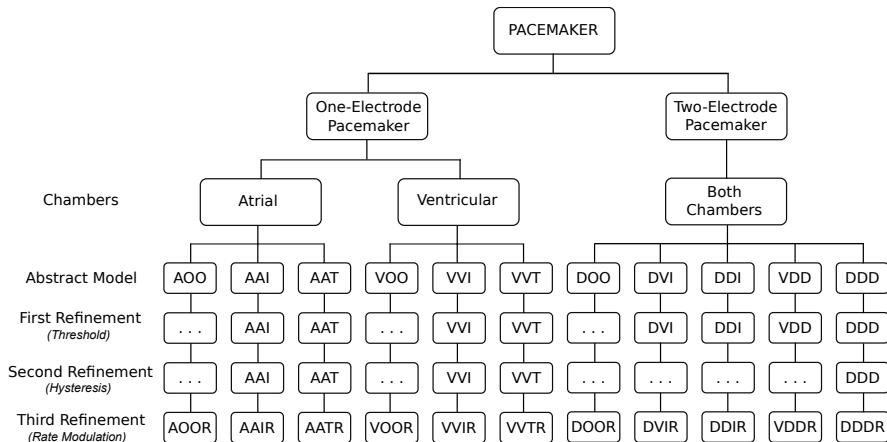 PACEMAKER
One-Electrode
Pacemaker
Two-Electrode
Pacemaker
Chambers
Atrial
Ventricular
Both
Chambers
Abstract Model AOO AAI AAT VOO VVI VVT DOO DVI DDI VDD DDD
First Refinement
(Threshold)
. . . AAI AAT . . . VVI VVT . . . DVI DDI VDD DDD
Second Refinement
(Hysteresis)
. . . AAI AAT . . . VVI VVT . . . . . . . . . . . . DDD
Third Refinement
(Rate Modulation)
AOOR AAIR AATR VOOR VVIR VVTR DOOR DVIR DDIR VDDR DDDR